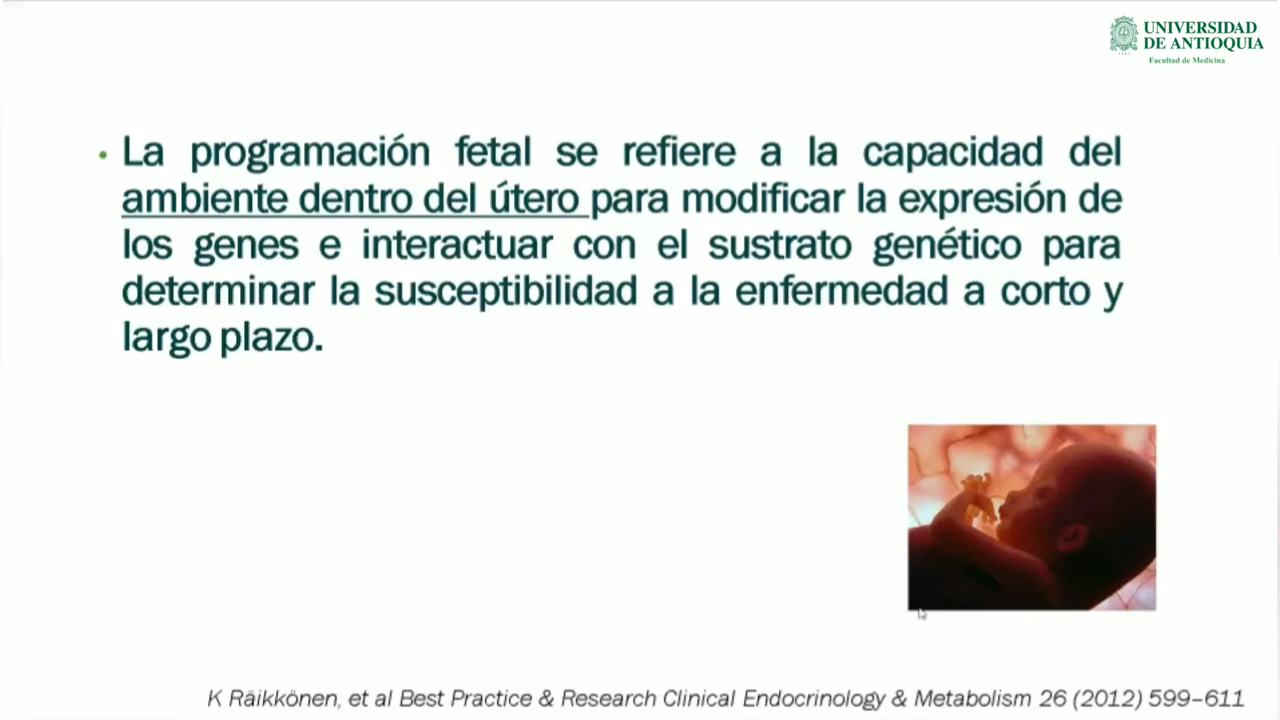 UNIVERSIDAD
DE ANTIOQUIA
Facultad de Medicina
• La programación fetal se refiere a la capacidad del
ambiente dentro del útero para modificar la expresión de
los genes e interactuar con el sustrato genético para
determinar la susceptibilidad a la enfermedad a corto y
largo plazo.
K Räikkönen, et al Best Practice & Research Clinical Endocrinology & Metabolism 26 (2012) 599–611